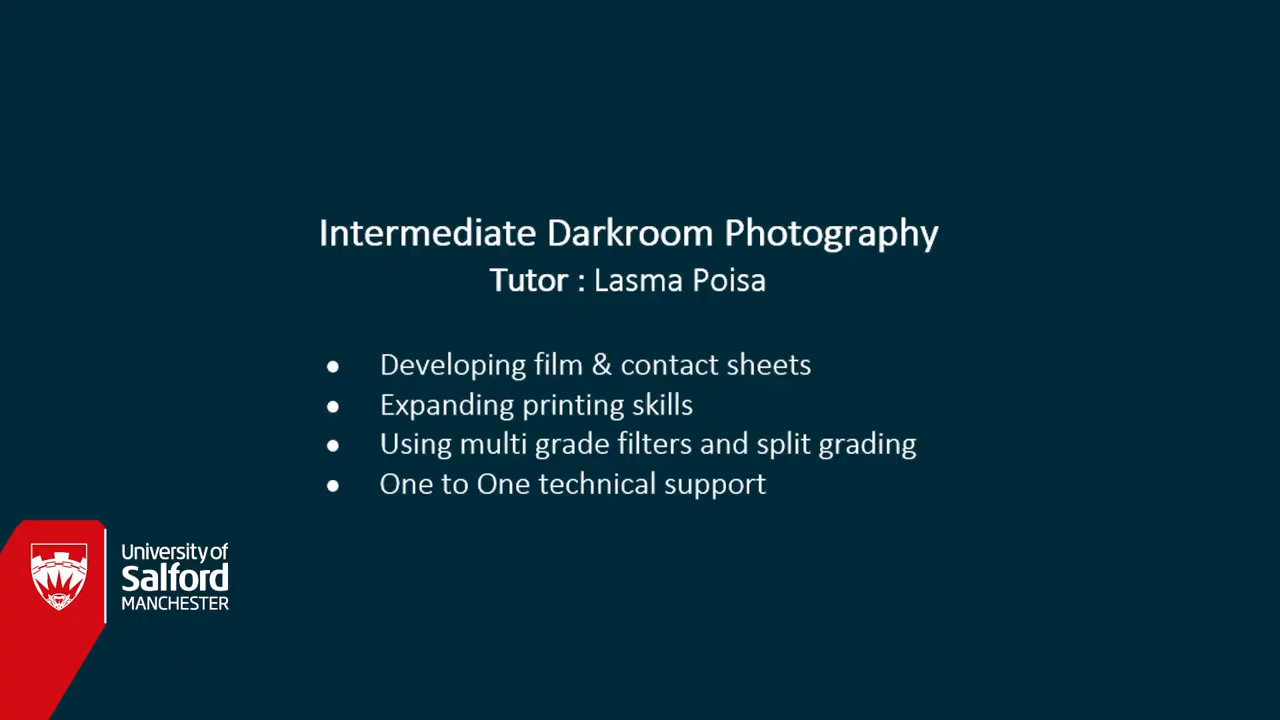 Intermediate Darkroom Photography
Tutor : Lasma Poisa
● Developing film & contact sheets
● Expanding printing skills
● Using multi grade filters and split grading
● One to One technical support
University of
Salford
MANCHESTER